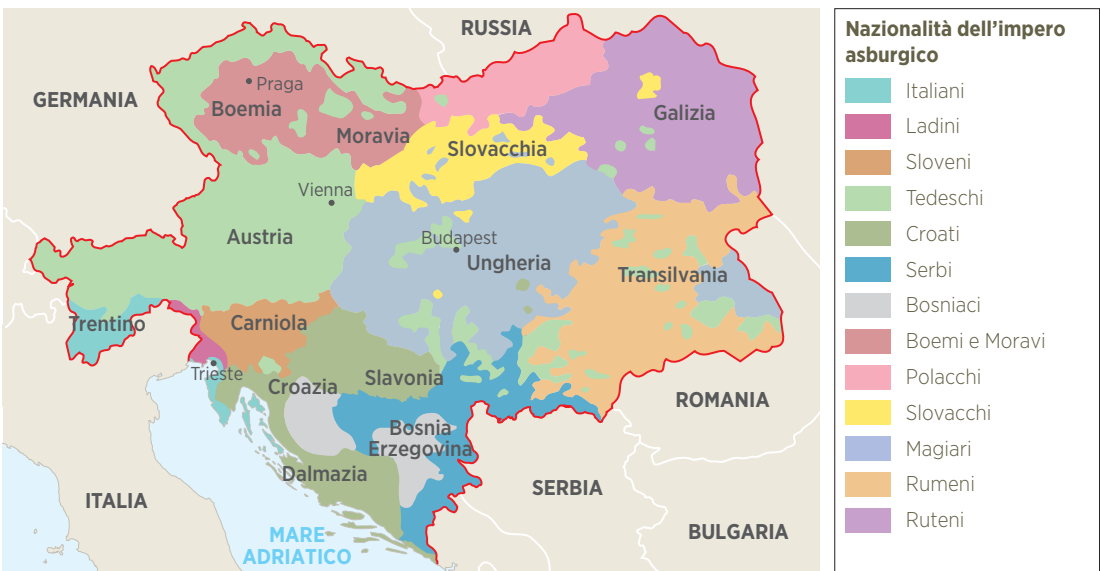 RUSSIA
GERMANIA
Praga
Boemia
Moravia
Slovacchia
Galizia
Vienna
Austria
Budapest
Ungheria
Transilvania
Trentino
Carniola
Trieste
Croazia
Slavonia
Bosnia
Erzegovina
Dalmazia
ROMANIA
ITALIA
SERBIA
MARE
ADRIATICO
BULGARIA
Nazionalità dell'impero
asburgico
Italiani
Ladini
Sloveni
Tedeschi
Croati
Serbi
Bosniaci
Boemi e Moravi
Polacchi
Slovacchi
Magiari
Rumeni
Ruteni